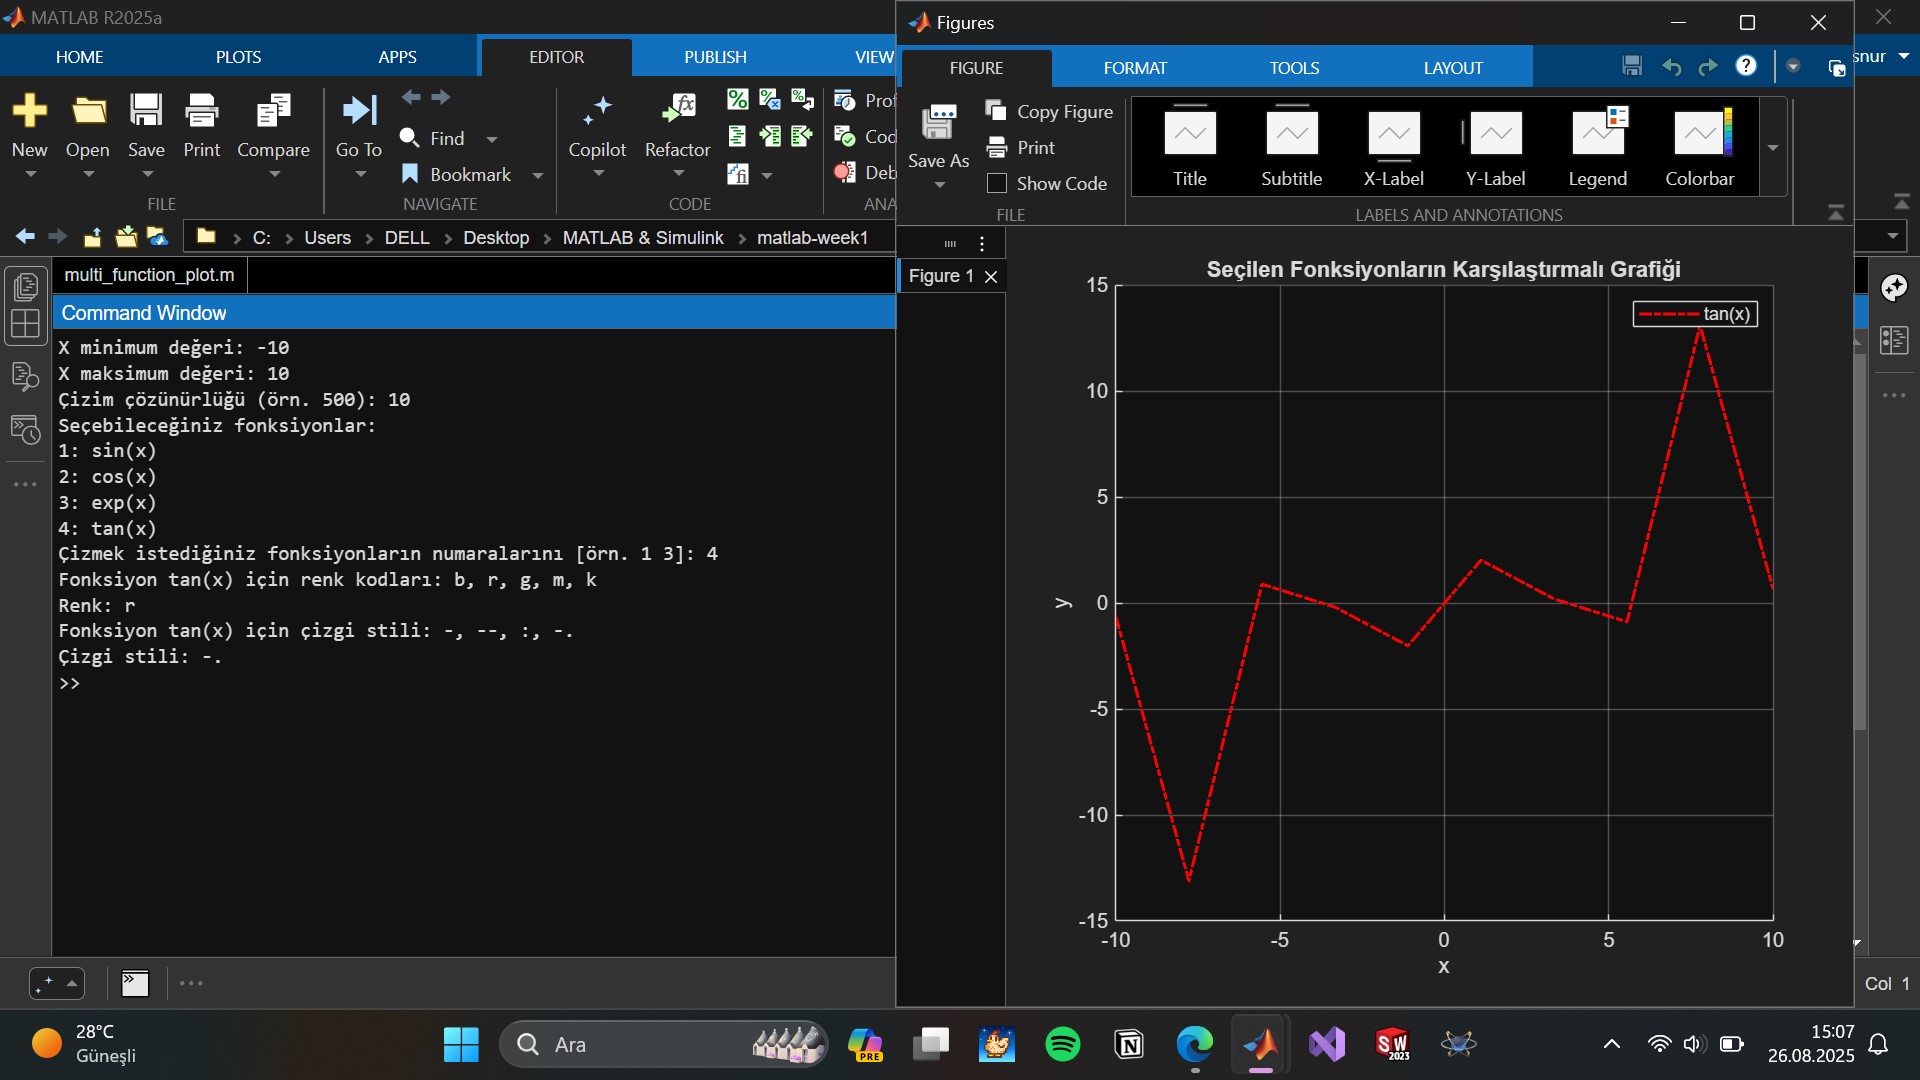 MATLAB R2025a
HOME PLOTS APPS EDITOR PUBLISH VIEW
New Open Save Print Compare
Go To Find Bookmark
Copilot Refactor
Prof
Cod
Deb
FILE NAVIGATE CODE ANA
C: Users DELL Desktop MATLAB & Simulink matlab-week1
multi_function_plot.m
Command Window
X minimum değeri: -10
X maksimum değeri: 10
Çizim çözünürlüğü (örn. 500): 10
Seçebileceğiniz fonksiyonlar:
1: sin(x)
2: cos(x)
3: exp(x)
4: tan(x)
Çizmek istediğiniz fonksiyonların numaralarını [örn. 1 3]: 4
Fonksiyon tan(x) için renk kodları: b, r, g, m, k
Renk: r
Fonksiyon tan(x) için çizgi stili: -, --, :, -.
Çizgi stili: -.
>>
Figures
FIGURE FORMAT TOOLS LAYOUT
snur
Save As
Copy Figure
Print
Show Code
Title Subtitle X-Label Y-Label Legend Colorbar
FILE LABELS AND ANNOTATIONS
Figure 1
Seçilen Fonksiyonların Karşılaştırmalı Grafiği
tan(x)
15
10
5
0
-5
-10
-15
y
-10 -5 0 5 10
x
Col 1
28°C
Güneşli
Ara
PRE
SW
2023
15:07
26.08.2025